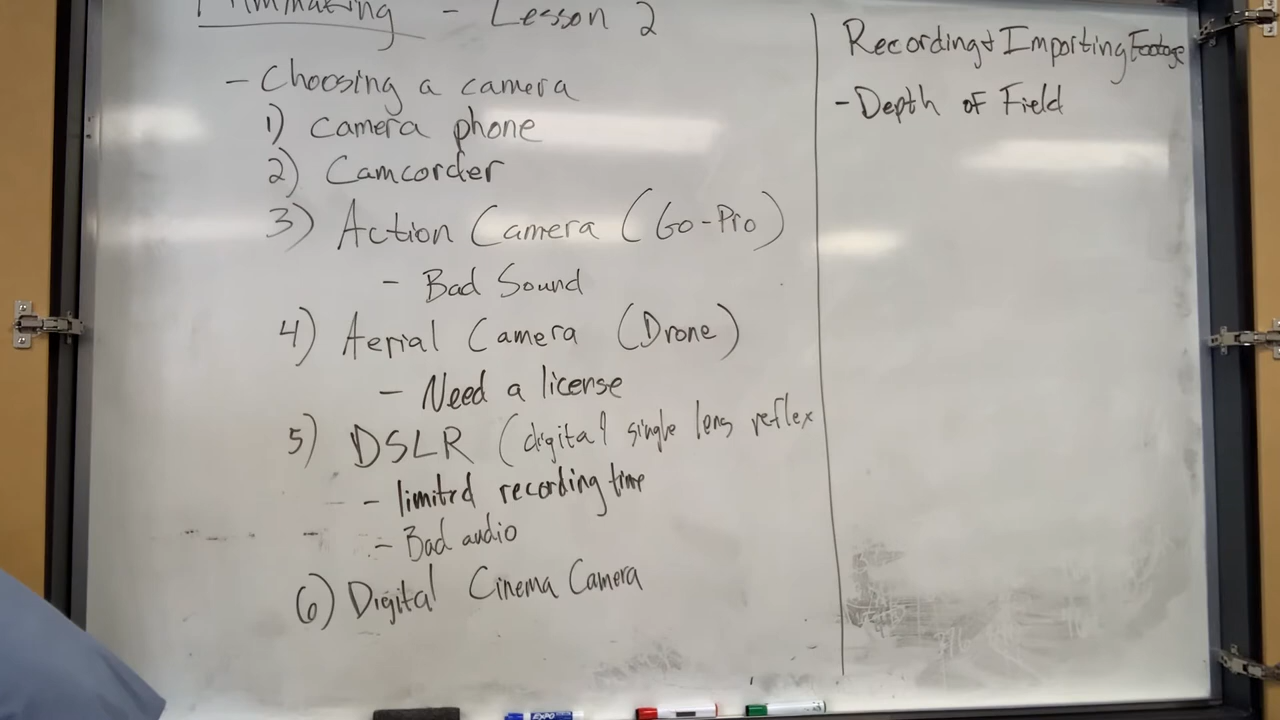 Filmmaking - Lesson 2
- Choosing a camera
1) Camera phone
2) Camcorder
3) Action Camera (Go-Pro)
- Bad Sound
4) Aerial Camera (Drone)
- Need a license
5) DSLR (digital single lens reflex
- limited recording time
- Bad audio
6) Digital Cinema Camera
Recording + Importing Footage
- Depth of Field
EXPO